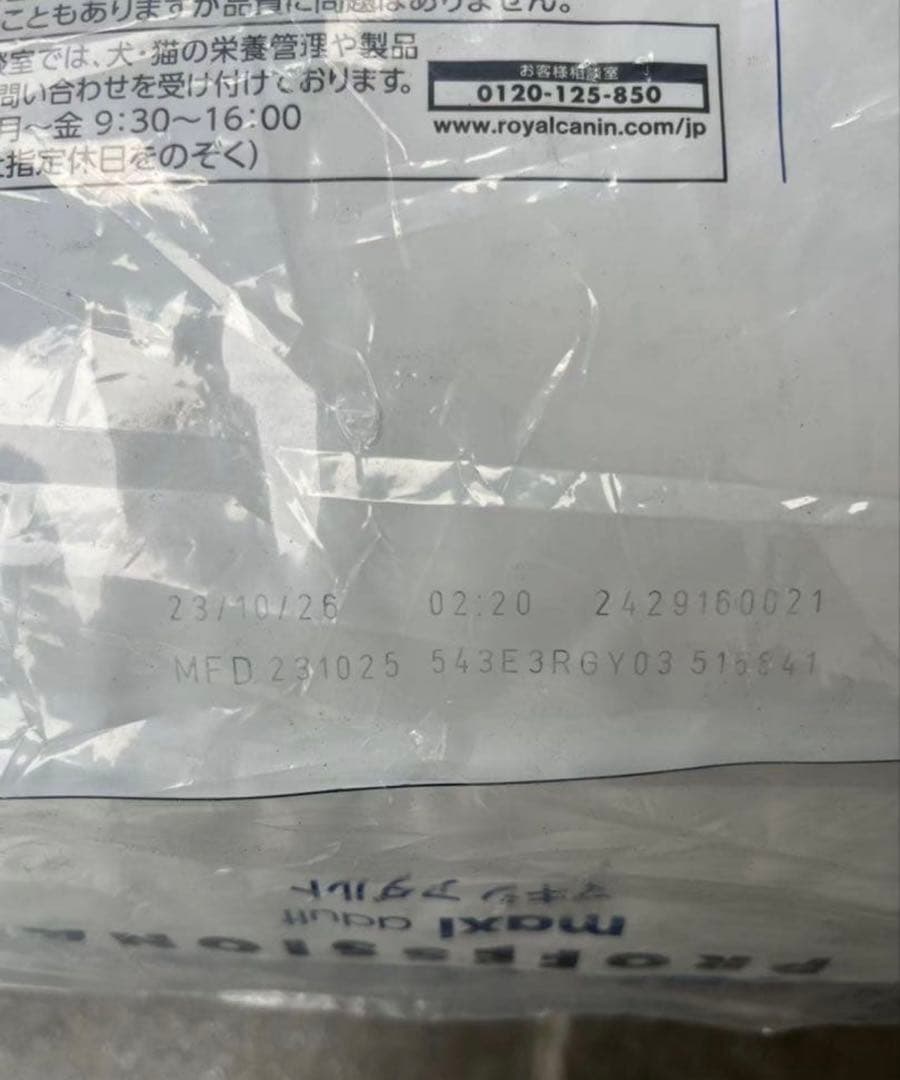 こともありますが品質に問題はありません。
室では、犬・猫の栄養管理や製品
問い合わせを受け付けております。
月〜金 9:30〜16:00
指定休日をのぞく)
お客様相談室
0120-125-850
www.royalcanin.com/jp
23/10/26 02:20 2429160021
MFD 231025 543E3RGY03 516841
マキシ アダルト
maxi adult
PROFESSIONA